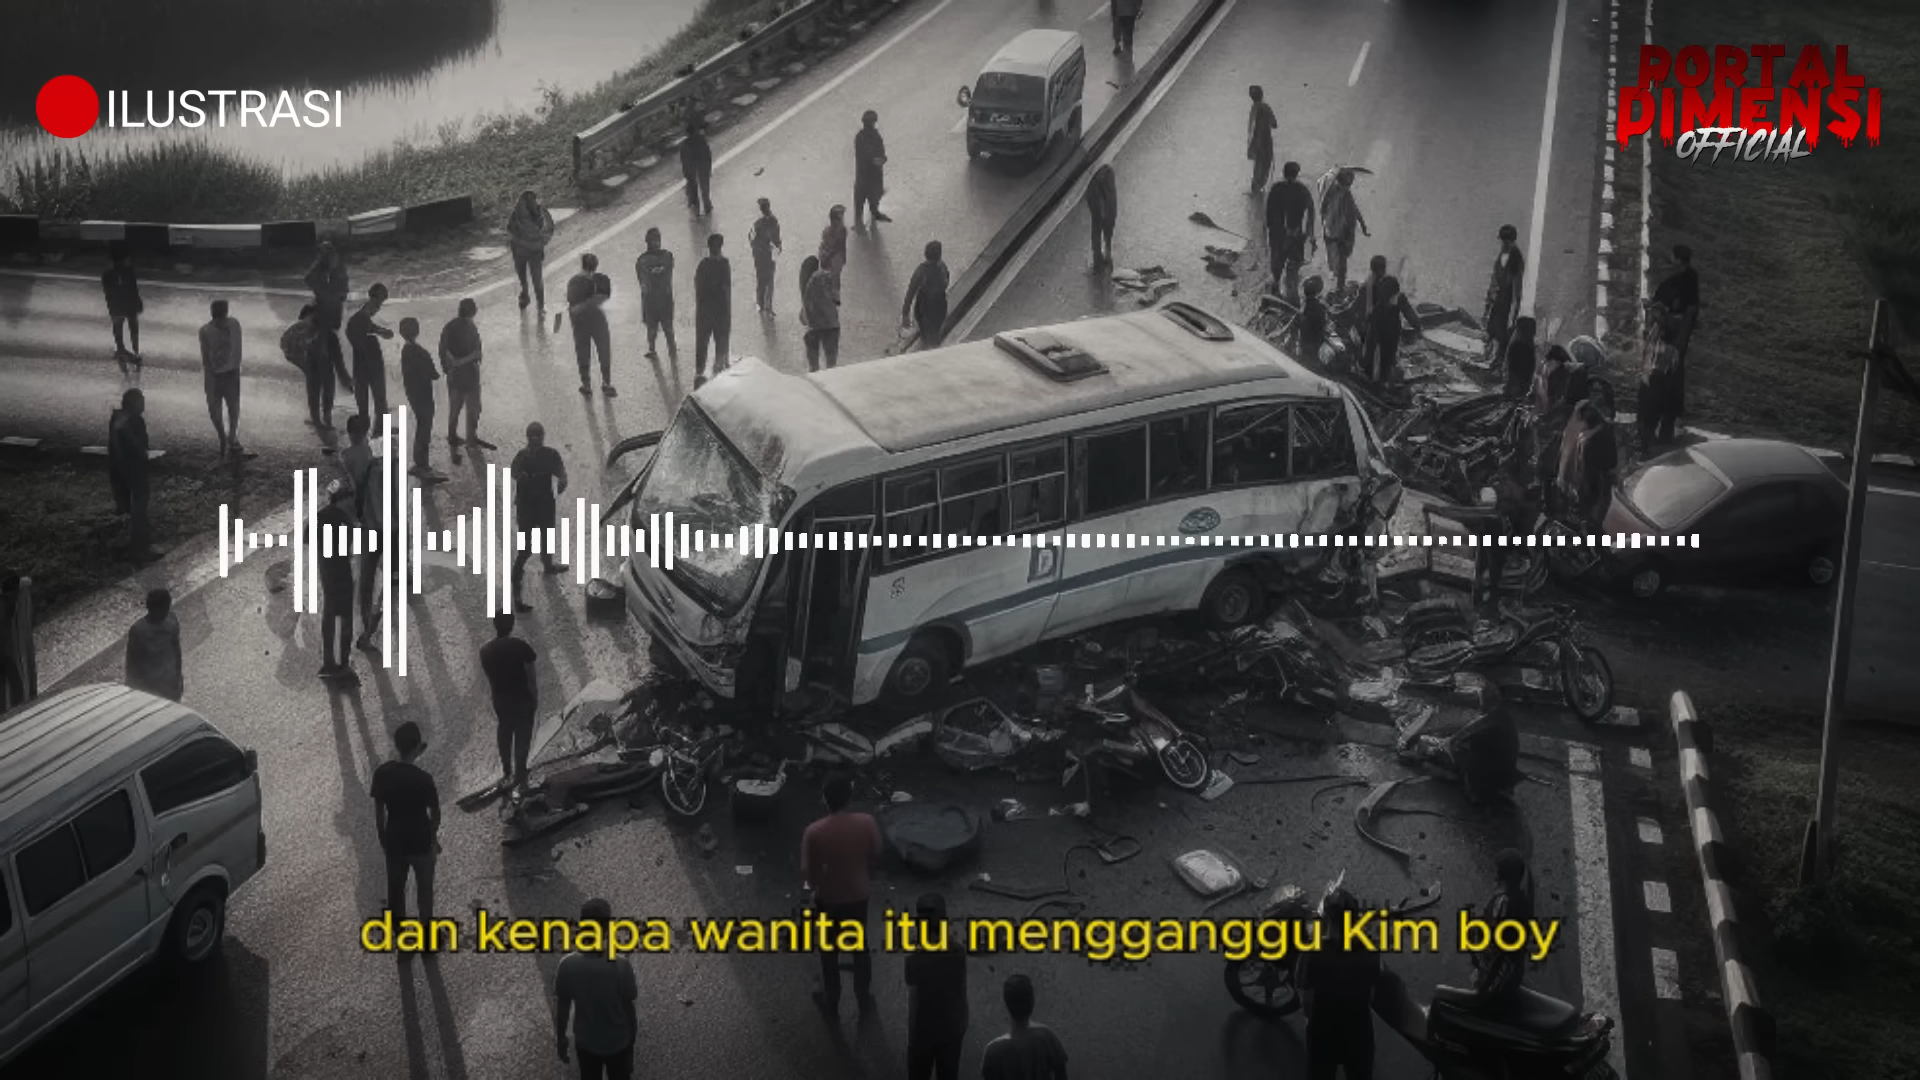 ILUSTRASI
PORTAL
DIMENSI
OFFICIAL
dan kenapa wanita itu mengganggu Kim boy